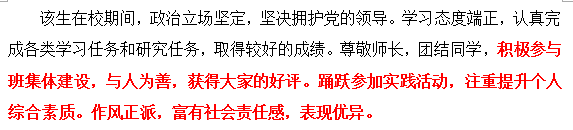 该生在校期间，政治立场坚定，坚决拥护党的领导。学习态度端正，认真完
成各类学习任务和研究任务，取得较好的成绩。尊敬师长，团结同学，积极参与
班集体建设，与人为善，获得大家的好评。踊跃参加实践活动，注重提升个人
综合素质。作风正派，富有社会责任感，表现优异。